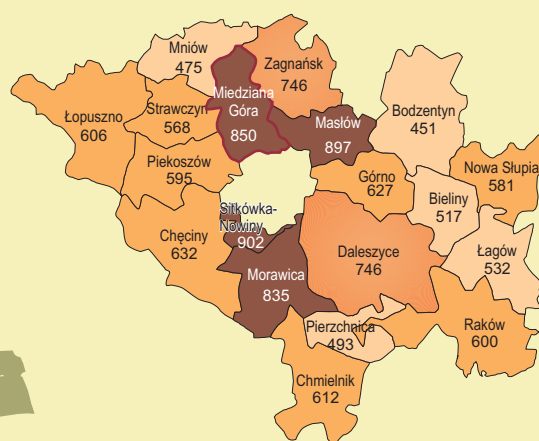 Mniów
475
Zagnańsk
746
Miedziana
Góra
850
Łopuszno
606
Strawczyn
568
Masłów
897
Bodzentyn
451
Piekoszów
595
Górno
627
Nowa Słupia
581
Bieliny
517
Sitkówka-
Nowiny
902
Chęciny
632
Daleszyce
746
Łagów
532
Morawica
835
Pierzchnica
493
Raków
600
Chmielnik
612